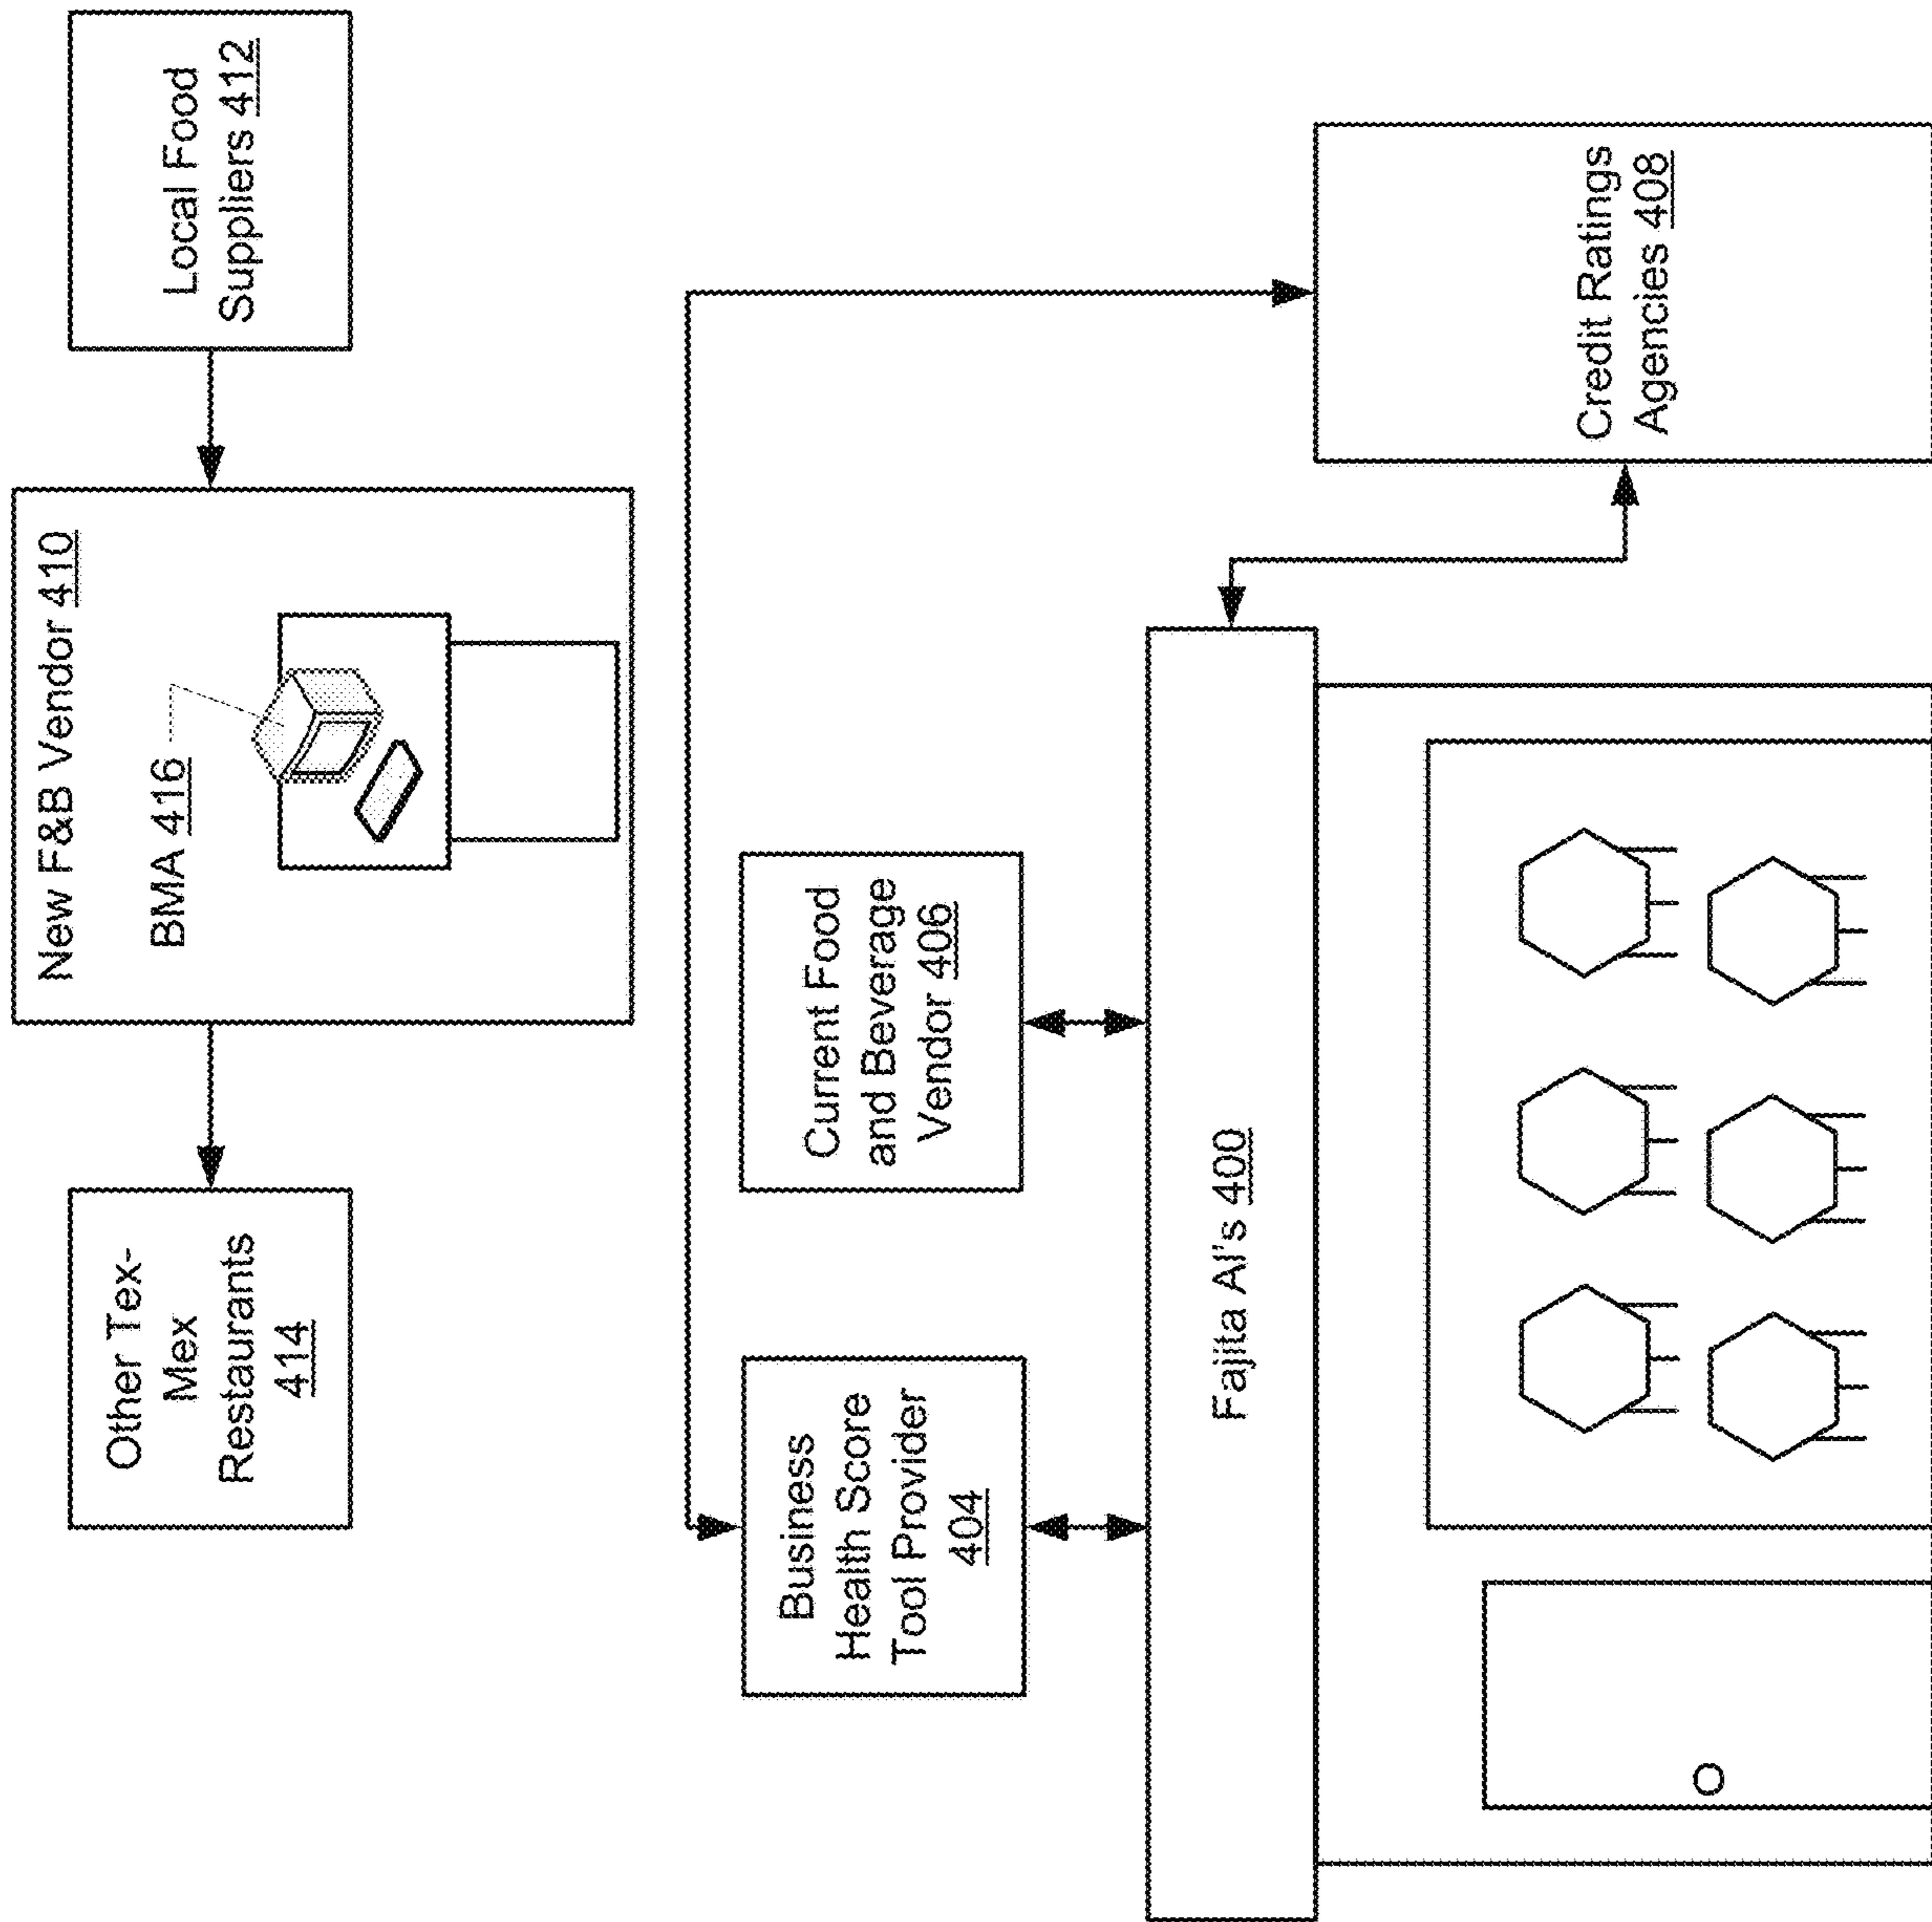 Other Tex-
Mex
Restaurants
414
New F&B Vendor 410
BMA 416
Local Food
Suppliers 412
Business
Health Score
Tool Provider
404
Current Food
and Beverage
Vendor 406
Fajita Al's 400
Credit Ratings
Agencies 408